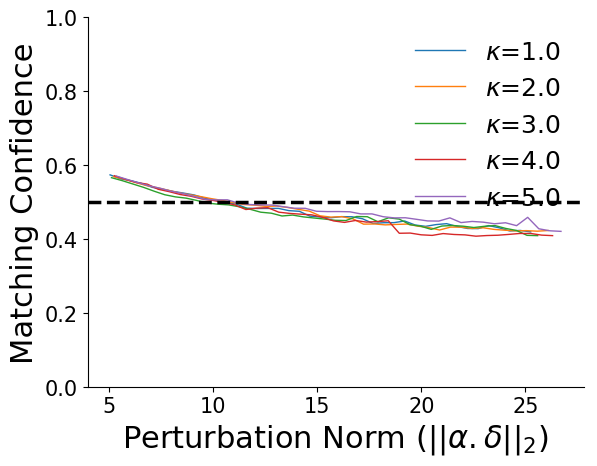 1.0
0.8
0.6
0.4
0.2
0.0
Matching Confidence
κ=1.0
κ=2.0
κ=3.0
κ=4.0
κ=5.0
5 10 15 20 25
Perturbation Norm (||α.δ||₂)